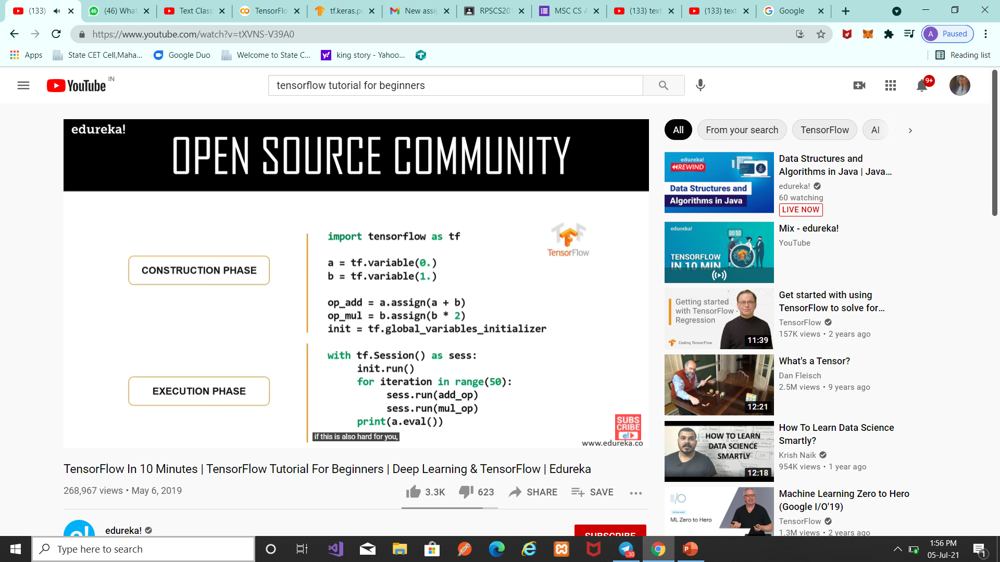 (133)
(46) What
Text Class
TensorFlo
tf.keras.pr
New assig
RPSCS20
MSC CS A
(133) text
(133) text
Google
https://www.youtube.com/watch?v=tXVNS-V39A0
A Paused
Apps
State CET Cell,Maha...
Google Duo
Welcome to State C...
king story - Yahoo...
Reading list
YouTube IN
tensorflow tutorial for beginners
9+
edureka!
OPEN SOURCE COMMUNITY
CONSTRUCTION PHASE
import tensorflow as tf
a = tf.variable(0.)
b = tf.variable(1.)
op_add = a.assign(a + b)
op_mul = b.assign(b * 2)
init = tf.global_variables_initializer
TensorFlow
EXECUTION PHASE
with tf.Session() as sess:
init.run()
for iteration in range(50):
sess.run(add_op)
sess.run(mul_op)
print(a.eval())
if this is also hard for you,
SUBS
CRIBE
e!
www.edureka.co
TensorFlow In 10 Minutes | TensorFlow Tutorial For Beginners | Deep Learning & TensorFlow | Edureka
268,967 views • May 6, 2019
3.3K
623
SHARE
SAVE
edureka!
SUBSCRIBE
All
From your search
TensorFlow
AI
edureka!
REWIND
Data Structures and
Algorithms in Java
Data Structures and
Algorithms in Java | Java...
edureka!
60 watching
LIVE NOW
edureka!
00:10
TENSORFLOW
IN 10 MIN
Mix - edureka!
YouTube
Getting started
with TensorFlow -
Regression
Coding TensorFlow
11:39
Get started with using
TensorFlow to solve for...
TensorFlow
157K views • 2 years ago
12:21
What's a Tensor?
Dan Fleisch
2.5M views • 9 years ago
HOW TO LEARN
DATA SCIENCE
SMARTLY
12:18
How To Learn Data Science
Smartly?
Krish Naik
954K views • 1 year ago
I/O
Advanced
ML Zero to Hero
Machine Learning Zero to Hero
(Google I/O'19)
TensorFlow
1.3M views • 2 years ago
Type here to search
..30
1:56 PM
05-Jul-21
1